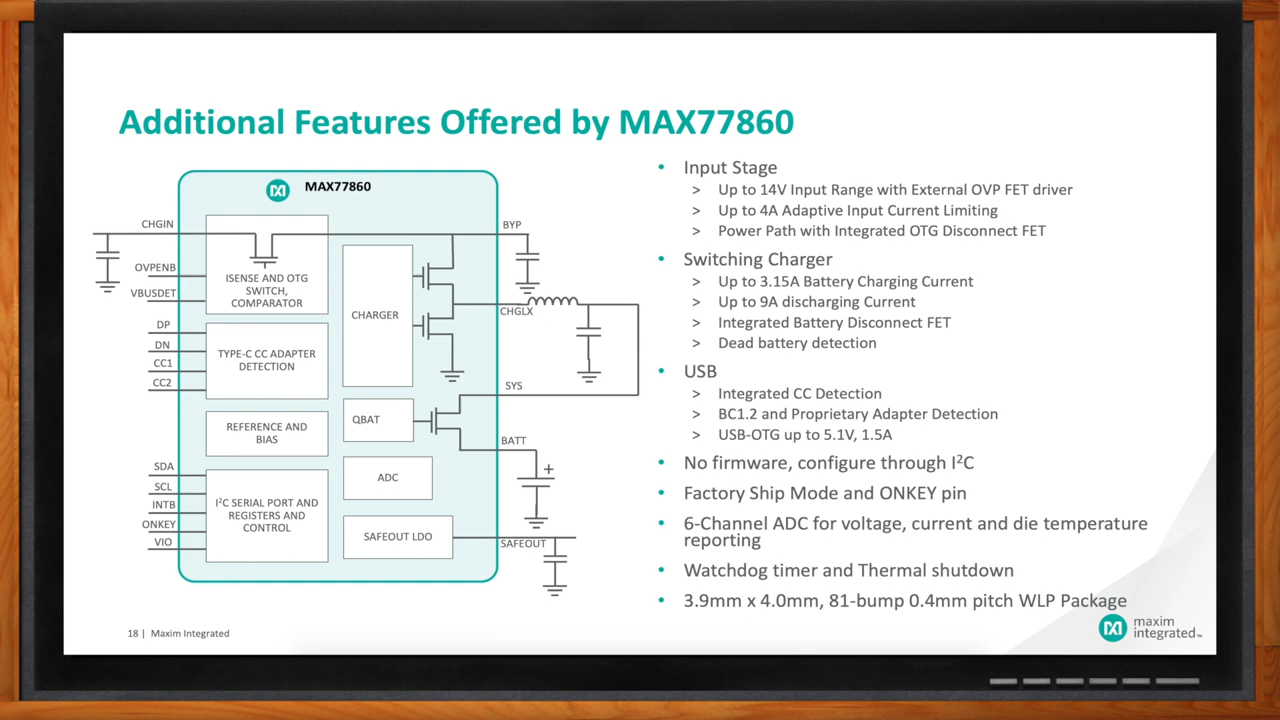 Additional Features Offered by MAX77860
MAX77860
CHGIN
OVPENB
VBUSDET
DP
DN
CC1
CC2
SDA
SCL
INTB
ONKEY
VIO
ISENSE AND OTG
SWITCH,
COMPARATOR
TYPE-C CC ADAPTER
DETECTION
REFERENCE AND
BIAS
I²C SERIAL PORT AND
REGISTERS AND
CONTROL
CHARGER
QBAT
ADC
SAFEOUT LDO
BYP
CHGLX
SYS
BATT
+
SAFEOUT
• Input Stage
> Up to 14V Input Range with External OVP FET driver
> Up to 4A Adaptive Input Current Limiting
> Power Path with Integrated OTG Disconnect FET
• Switching Charger
> Up to 3.15A Battery Charging Current
> Up to 9A discharging Current
> Integrated Battery Disconnect FET
> Dead battery detection
• USB
> Integrated CC Detection
> BC1.2 and Proprietary Adapter Detection
> USB-OTG up to 5.1V, 1.5A
• No firmware, configure through I²C
• Factory Ship Mode and ONKEY pin
• 6-Channel ADC for voltage, current and die temperature
reporting
• Watchdog timer and Thermal shutdown
• 3.9mm x 4.0mm, 81-bump 0.4mm pitch WLP Package
18 | Maxim Integrated
maxim
integrated™